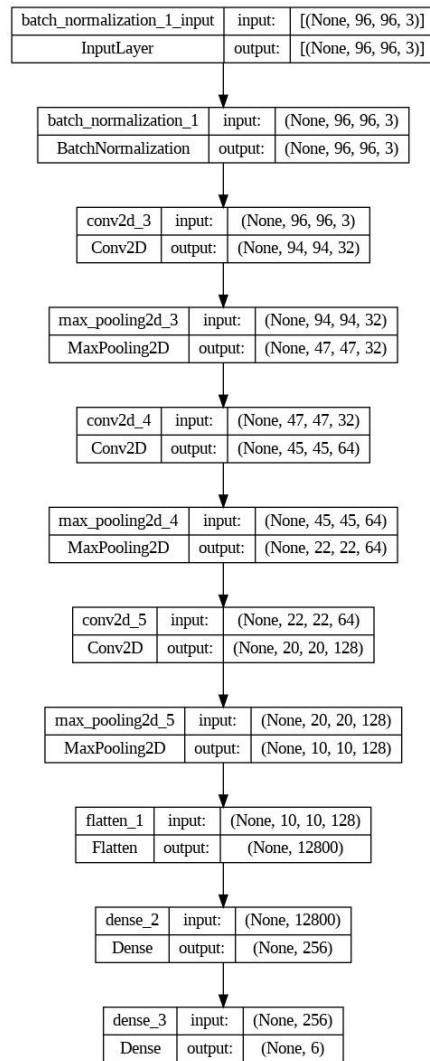 batch_normalization_1_input input: [(None, 96, 96, 3)]
InputLayer output: [(None, 96, 96, 3)]
batch_normalization_1 input: (None, 96, 96, 3)
BatchNormalization output: (None, 96, 96, 3)
conv2d_3 input: (None, 96, 96, 3)
Conv2D output: (None, 94, 94, 32)
max_pooling2d_3 input: (None, 94, 94, 32)
MaxPooling2D output: (None, 47, 47, 32)
conv2d_4 input: (None, 47, 47, 32)
Conv2D output: (None, 45, 45, 64)
max_pooling2d_4 input: (None, 45, 45, 64)
MaxPooling2D output: (None, 22, 22, 64)
conv2d_5 input: (None, 22, 22, 64)
Conv2D output: (None, 20, 20, 128)
max_pooling2d_5 input: (None, 20, 20, 128)
MaxPooling2D output: (None, 10, 10, 128)
flatten_1 input: (None, 10, 10, 128)
Flatten output: (None, 12800)
dense_2 input: (None, 12800)
Dense output: (None, 256)
dense_3 input: (None, 256)
Dense output: (None, 6)